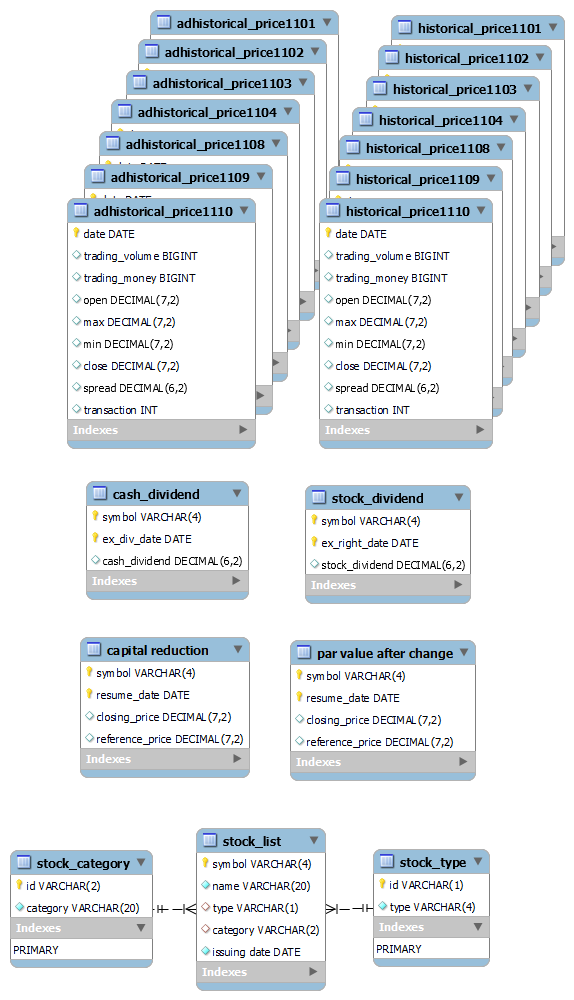 adhistorical_price1101
adhistorical_price1102
adhistorical_price1103
adhistorical_price1104
adhistorical_price1108
adhistorical_price1109
adhistorical_price1110
date DATE
trading_volume BIGINT
trading_money BIGINT
open DECIMAL(7,2)
max DECIMAL(7,2)
min DECIMAL(7,2)
close DECIMAL(7,2)
spread DECIMAL(6,2)
transaction INT
Indexes
historical_price1101
historical_price1102
historical_price1103
historical_price1104
historical_price1108
historical_price1109
historical_price1110
date DATE
trading_volume BIGINT
trading_money BIGINT
open DECIMAL(7,2)
max DECIMAL(7,2)
min DECIMAL(7,2)
close DECIMAL(7,2)
spread DECIMAL(6,2)
transaction INT
Indexes
cash_dividend
symbol VARCHAR(4)
ex_div_date DATE
cash_dividend DECIMAL(6,2)
Indexes
stock_dividend
symbol VARCHAR(4)
ex_right_date DATE
stock_dividend DECIMAL(6,2)
Indexes
capital reduction
symbol VARCHAR(4)
resume_date DATE
closing_price DECIMAL(7,2)
reference_price DECIMAL(7,2)
Indexes
par value after change
symbol VARCHAR(4)
resume_date DATE
closing_price DECIMAL(7,2)
reference_price DECIMAL(7,2)
Indexes
stock_category
id VARCHAR(2)
category VARCHAR(20)
Indexes
PRIMARY
stock_list
symbol VARCHAR(4)
name VARCHAR(20)
type VARCHAR(1)
category VARCHAR(2)
issuing date DATE
Indexes
stock_type
id VARCHAR(1)
type VARCHAR(4)
Indexes
PRIMARY